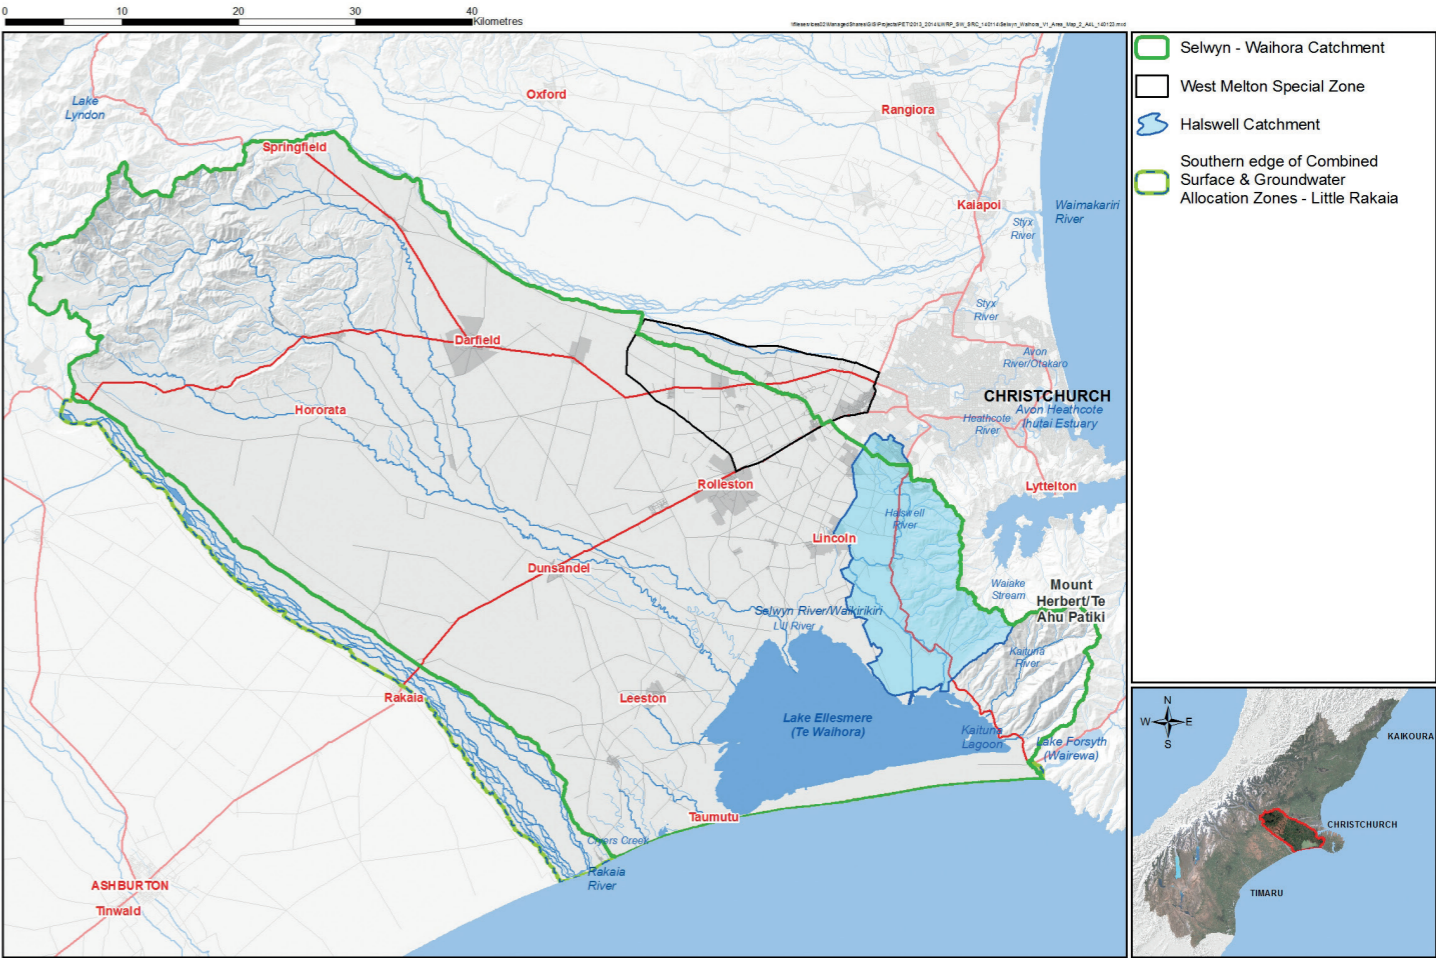 0 10 20 30 40
Kilometres
Selwyn - Waihora Catchment
West Melton Special Zone
Halswell Catchment
Southern edge of Combined
Surface & Groundwater
Allocation Zones - Little Rakaia
Lake
Lyndon
Oxford
Rangiora
Springfield
Kaiapoi
Waimakariri
River
Styx
River
Styx
River
Darfield
Avon
River/Otakaro
CHRISTCHURCH
Avon Heathcote
Ihutai Estuary
Heathcote
River
Hororata
Rolleston
Lyttelton
Halswell
River
Lincoln
Dunsandel
Waiake
Stream
Mount
Herbert/Te
Ahu Patiki
Selwyn River/Waikirikiri
LII River
Kaituna
River
Rakaia
Leeston
Lake Ellesmere
(Te Waihora)
Kaituna
Lagoon
Lake Forsyth
(Wairewa)
Taumutu
Cryers Creek
Rakaia
River
ASHBURTON
Tinwald
N
W E
S
KAIKOURA
CHRISTCHURCH
TIMARU